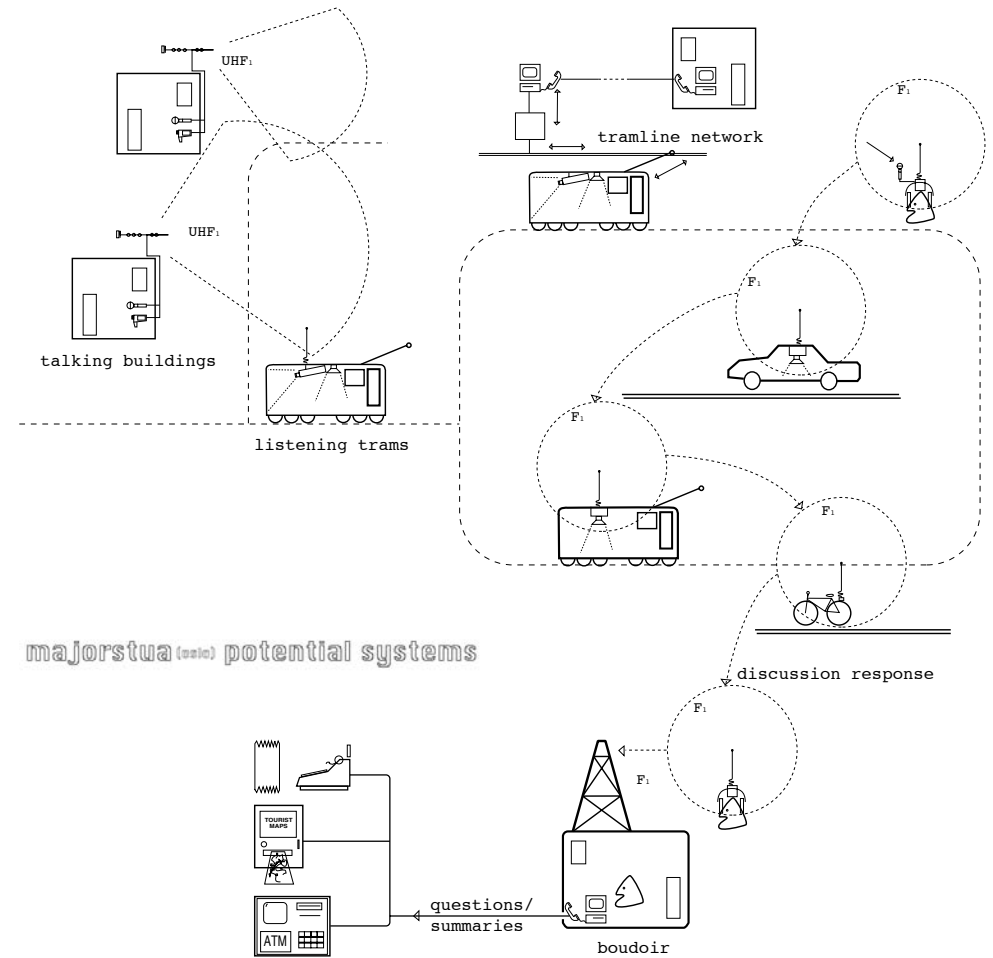 UHF1
tramline network
F1
UHF1
F1
talking buildings
F1
listening trams
F1
majorstua (oslo) potential systems
discussion response
F1
F1
TOURIST
MAPS
questions/
summaries
ATM
boudoir